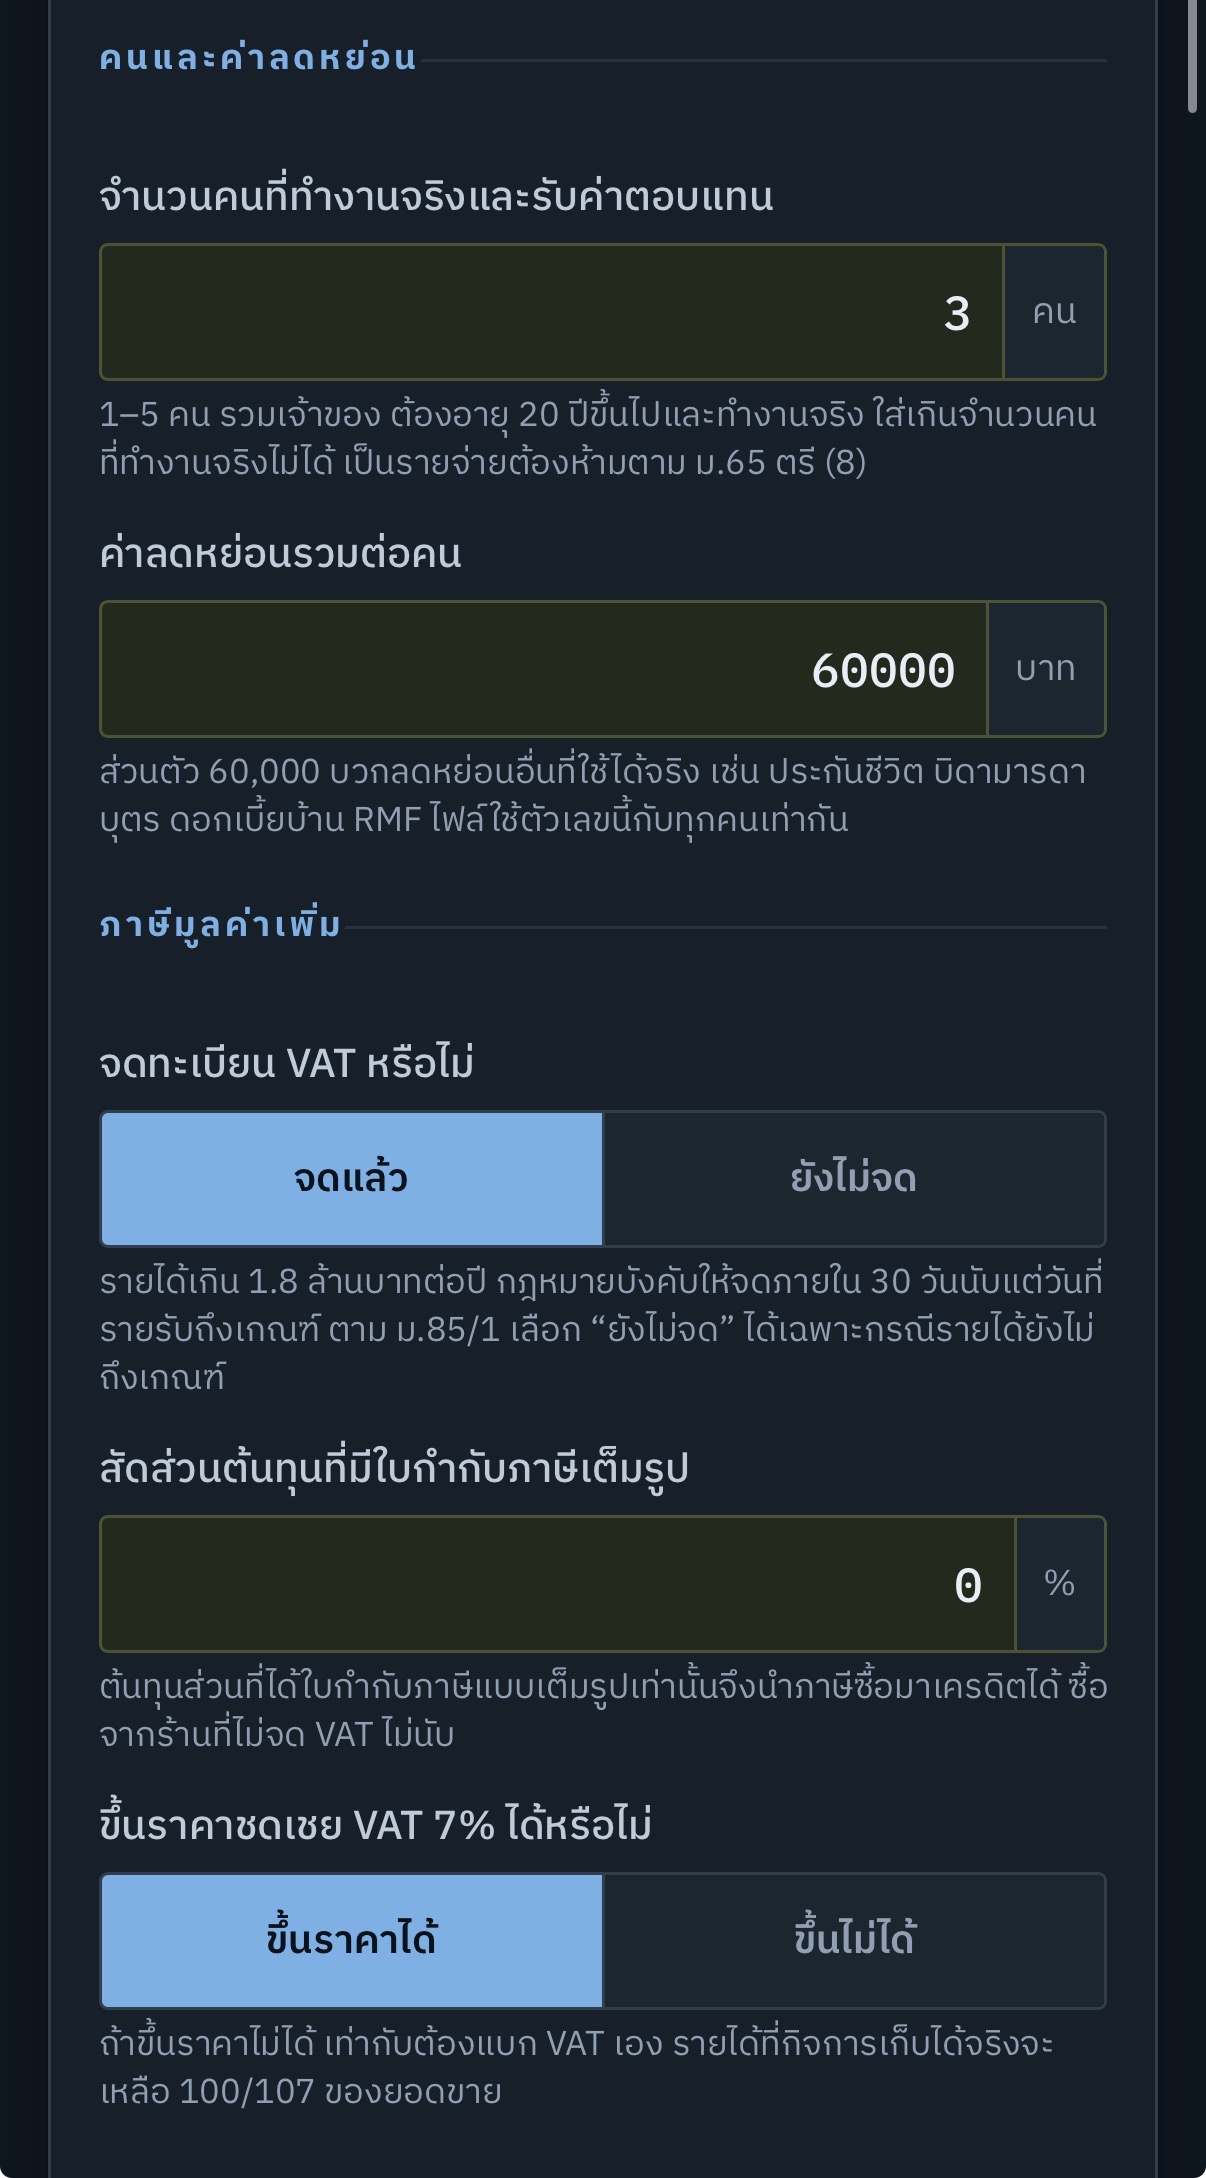 คนและค่าลดหย่อน
จำนวนคนที่ทำงานจริงและรับค่าตอบแทน
3
คน
1–5 คน รวมเจ้าของ ต้องอายุ 20 ปีขึ้นไปและทำงานจริง ใส่เกินจำนวนคน
ที่ทำงานจริงไม่ได้ เป็นรายจ่ายต้องห้ามตาม ม.65 ตรี (8)
ค่าลดหย่อนรวมต่อคน
60000
บาท
ส่วนตัว 60,000 บวกลดหย่อนอื่นที่ใช้ได้จริง เช่น ประกันชีวิต บิดามารดา
บุตร ดอกเบี้ยบ้าน RMF ไฟล์ใช้ตัวเลขนี้กับทุกคนเท่ากัน
ภาษีมูลค่าเพิ่ม
จดทะเบียน VAT หรือไม่
จดแล้ว
ยังไม่จด
รายได้เกิน 1.8 ล้านบาทต่อปี กฎหมายบังคับให้จดภายใน 30 วันนับแต่วันที่
รายรับถึงเกณฑ์ ตาม ม.85/1 เลือก “ยังไม่จด” ได้เฉพาะกรณีรายได้ยังไม่
ถึงเกณฑ์
สัดส่วนต้นทุนที่มีใบกำกับภาษีเต็มรูป
0
%
ต้นทุนส่วนที่ได้ใบกำกับภาษีแบบเต็มรูปเท่านั้นจึงนำภาษีซื้อมาเครดิตได้ ซื้อ
จากร้านที่ไม่จด VAT ไม่นับ
ขึ้นราคาชดเชย VAT 7% ได้หรือไม่
ขึ้นราคาได้
ขึ้นไม่ได้
ถ้าขึ้นราคาไม่ได้ เท่ากับต้องแบก VAT เอง รายได้ที่กิจการเก็บได้จริงจะ
เหลือ 100/107 ของยอดขาย